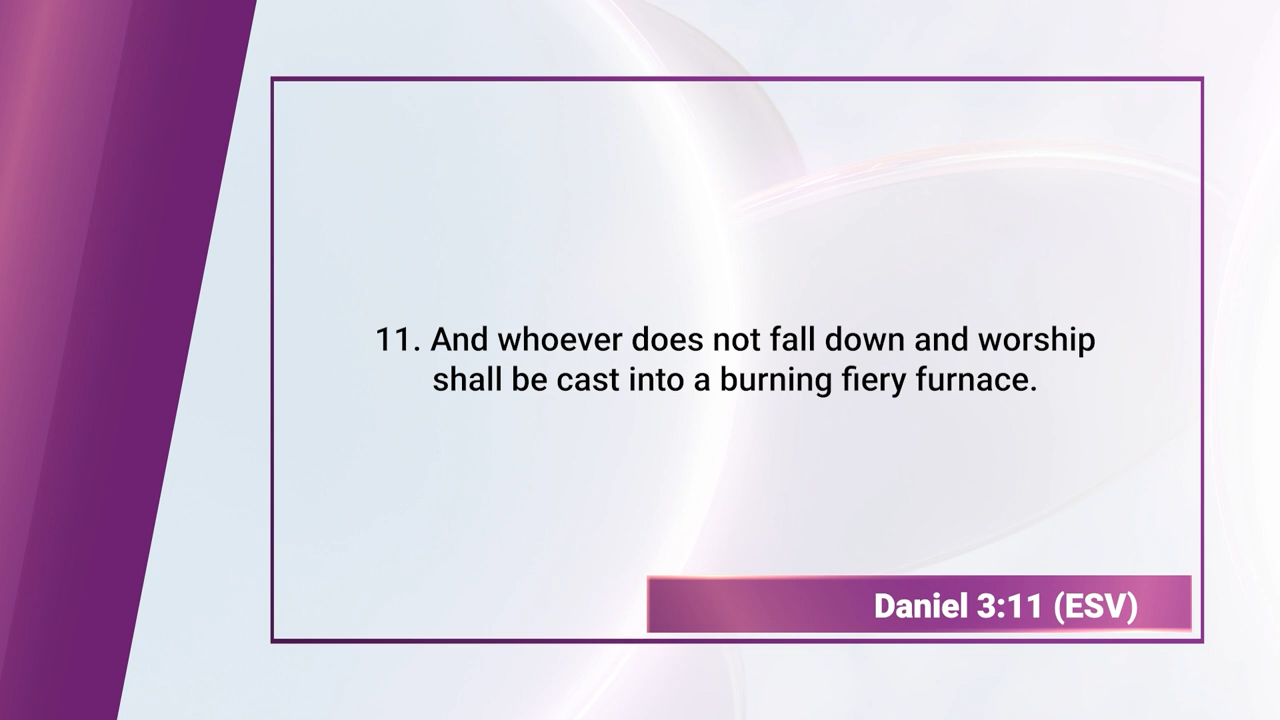 11. And whoever does not fall down and worship
shall be cast into a burning fiery furnace.
Daniel 3:11 (ESV)